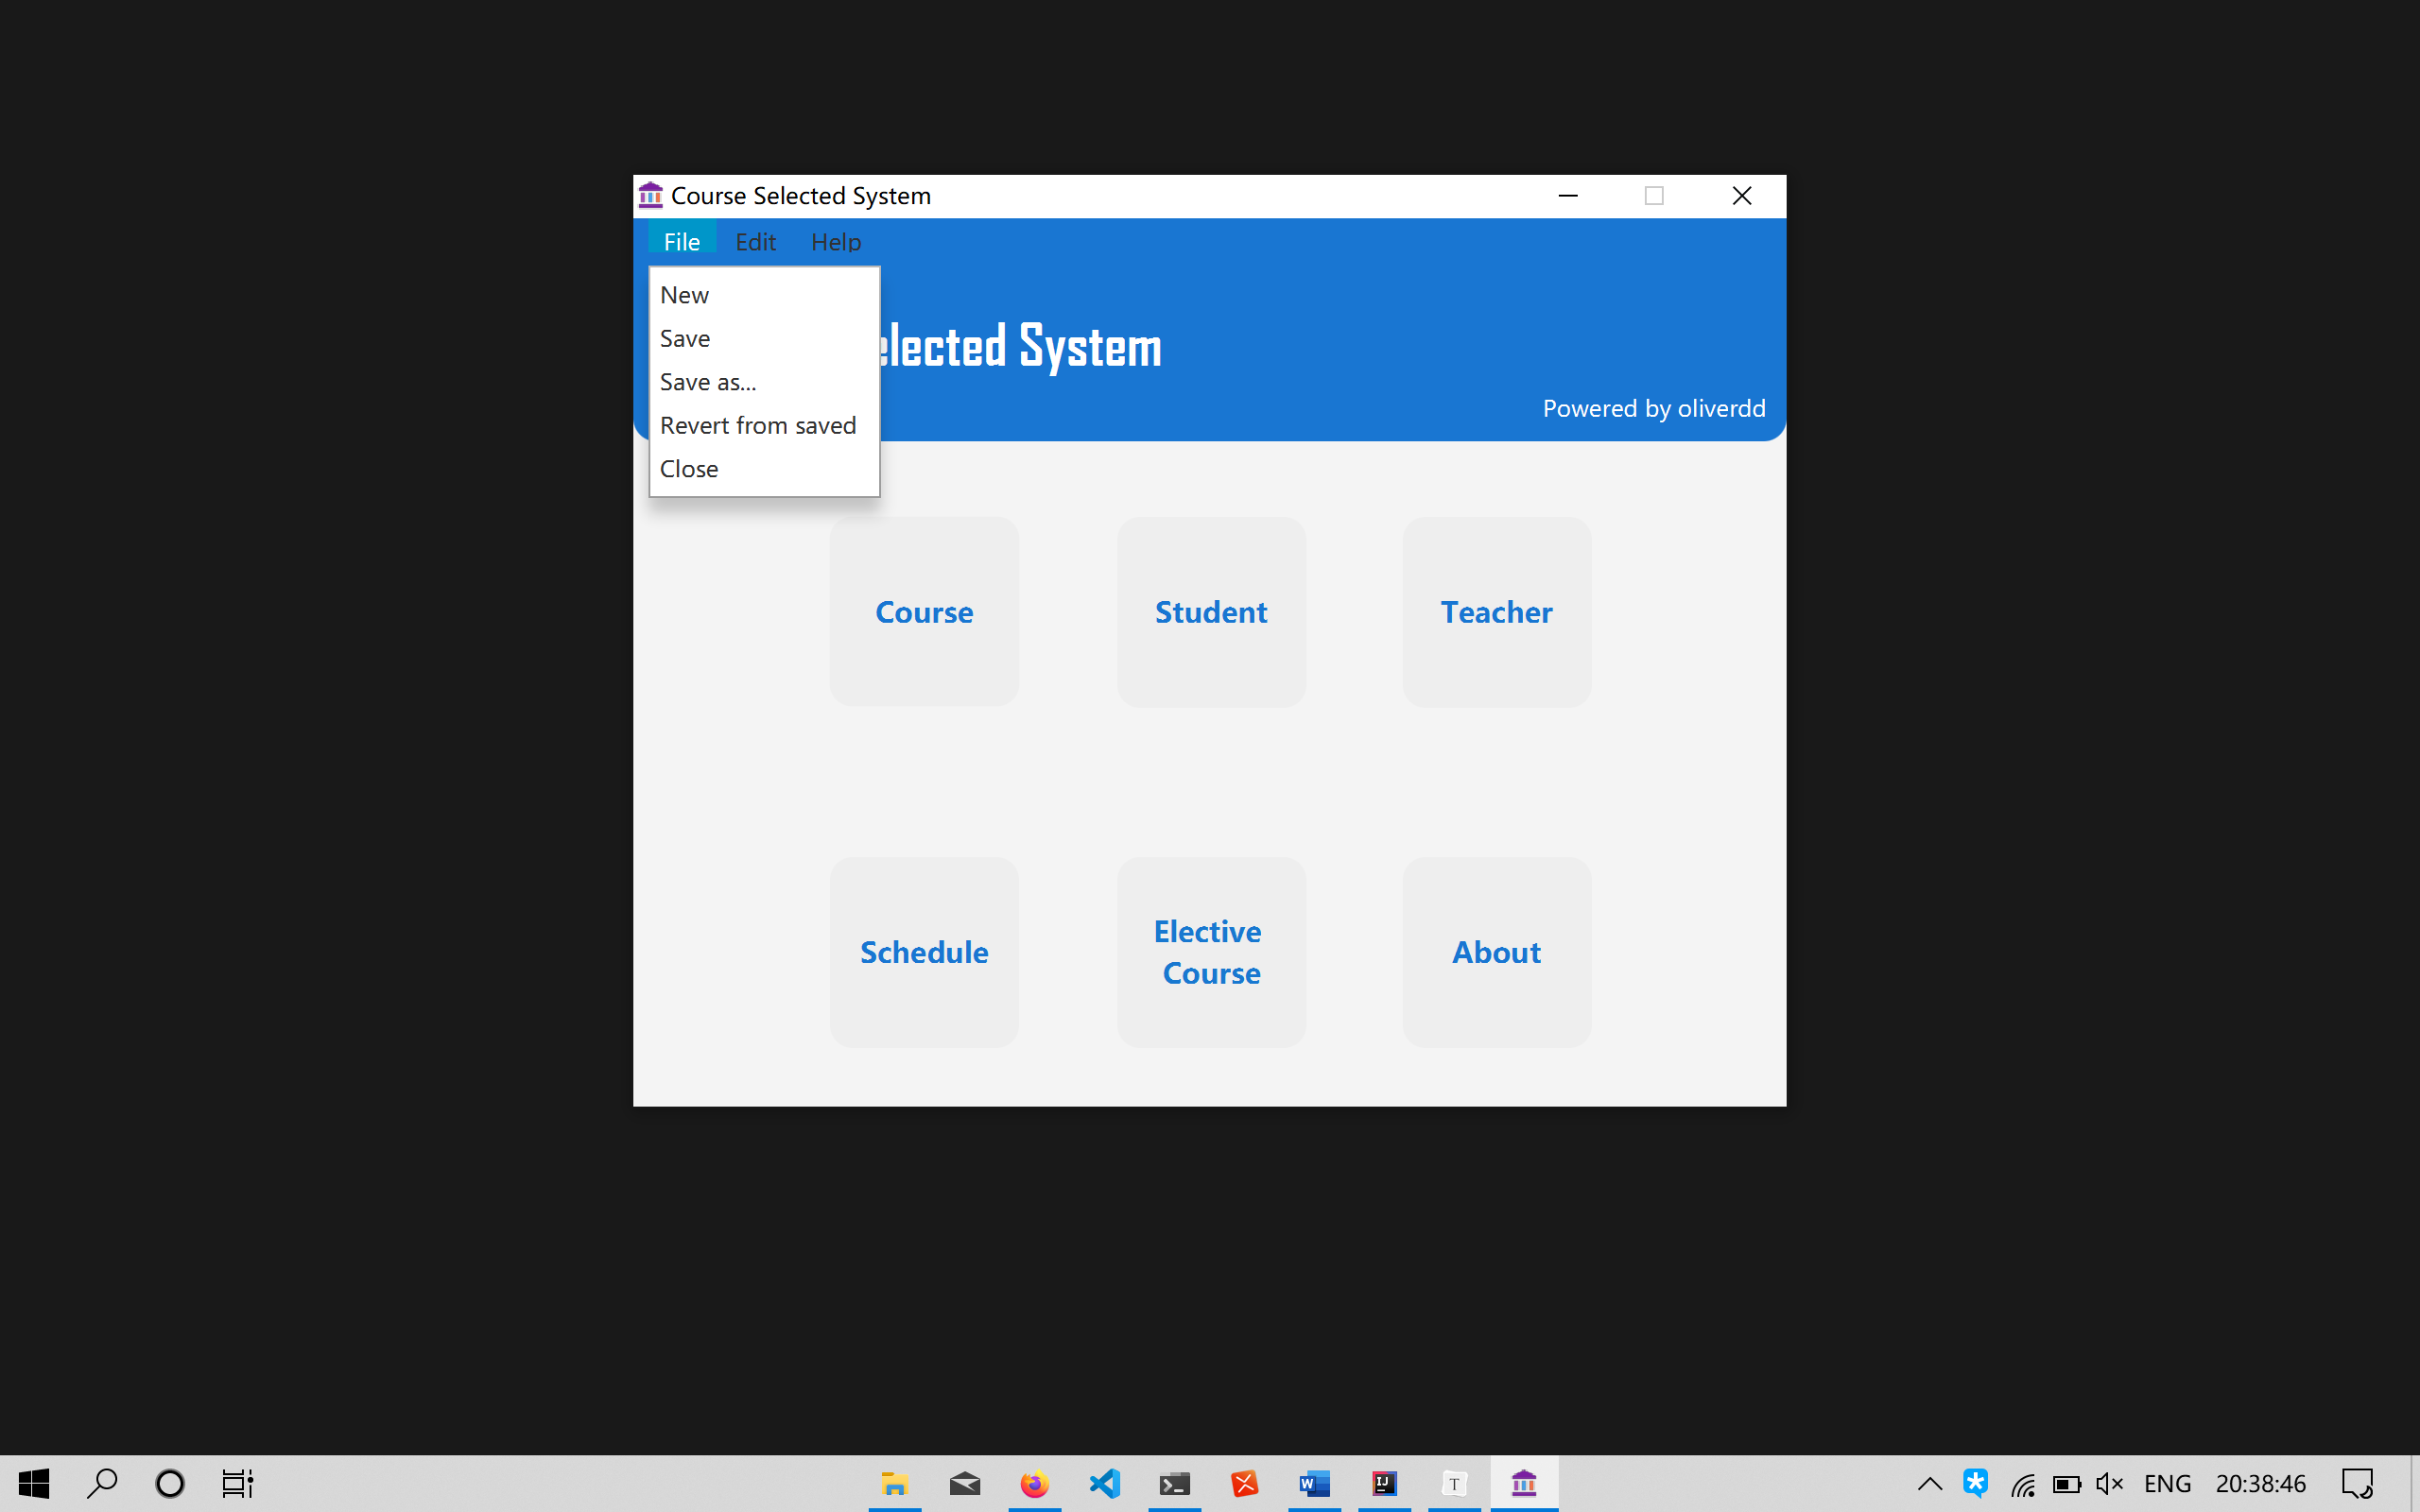 Course Selected System
File Edit Help
New
Save
Save as...
Revert from saved
Close
elected System
Powered by oliverdd
Course Student Teacher
Schedule Elective Course About
ENG 20:38:46